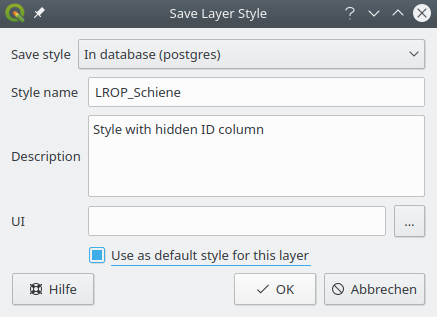 Save Layer Style
Save style In database (postgres)
Style name LROP_Schiene
Style with hidden ID column
Description
UI ...
Use as default style for this layer
Hilfe OK Abbrechen